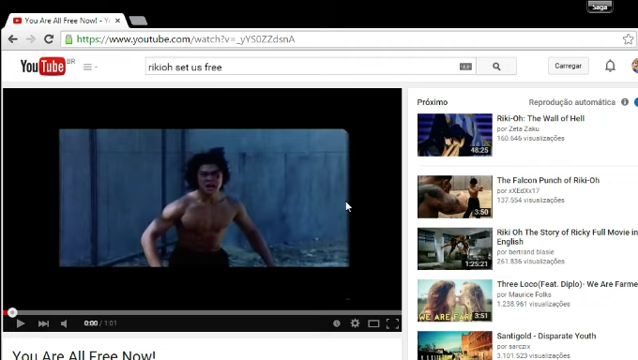 Saga
You Are All Free Now! - Y
https://www.youtube.com/watch?v=_yYS0ZZdsnA
YouTube BR
rikioh set us free
Carregar
Próximo
Reprodução automática
Riki-Oh: The Wall of Hell
por Zeta Zaku
160.646 visualizações
48:25
The Falcon Punch of Riki-Oh
por xXEdXx17
137.554 visualizações
3:50
Riki Oh The Story of Ricky Full Movie in
English
por bertrand blasie
261.836 visualizações
1:25:21
Three Loco(Feat. Diplo)- We Are Farme
por Maurice Folks
1.238.961 visualizações
WE ARE FAR
3:51
Santigold - Disparate Youth
por sarczix
3.101.523 visualizações
0:00 / 1:01
You Are All Free Now!